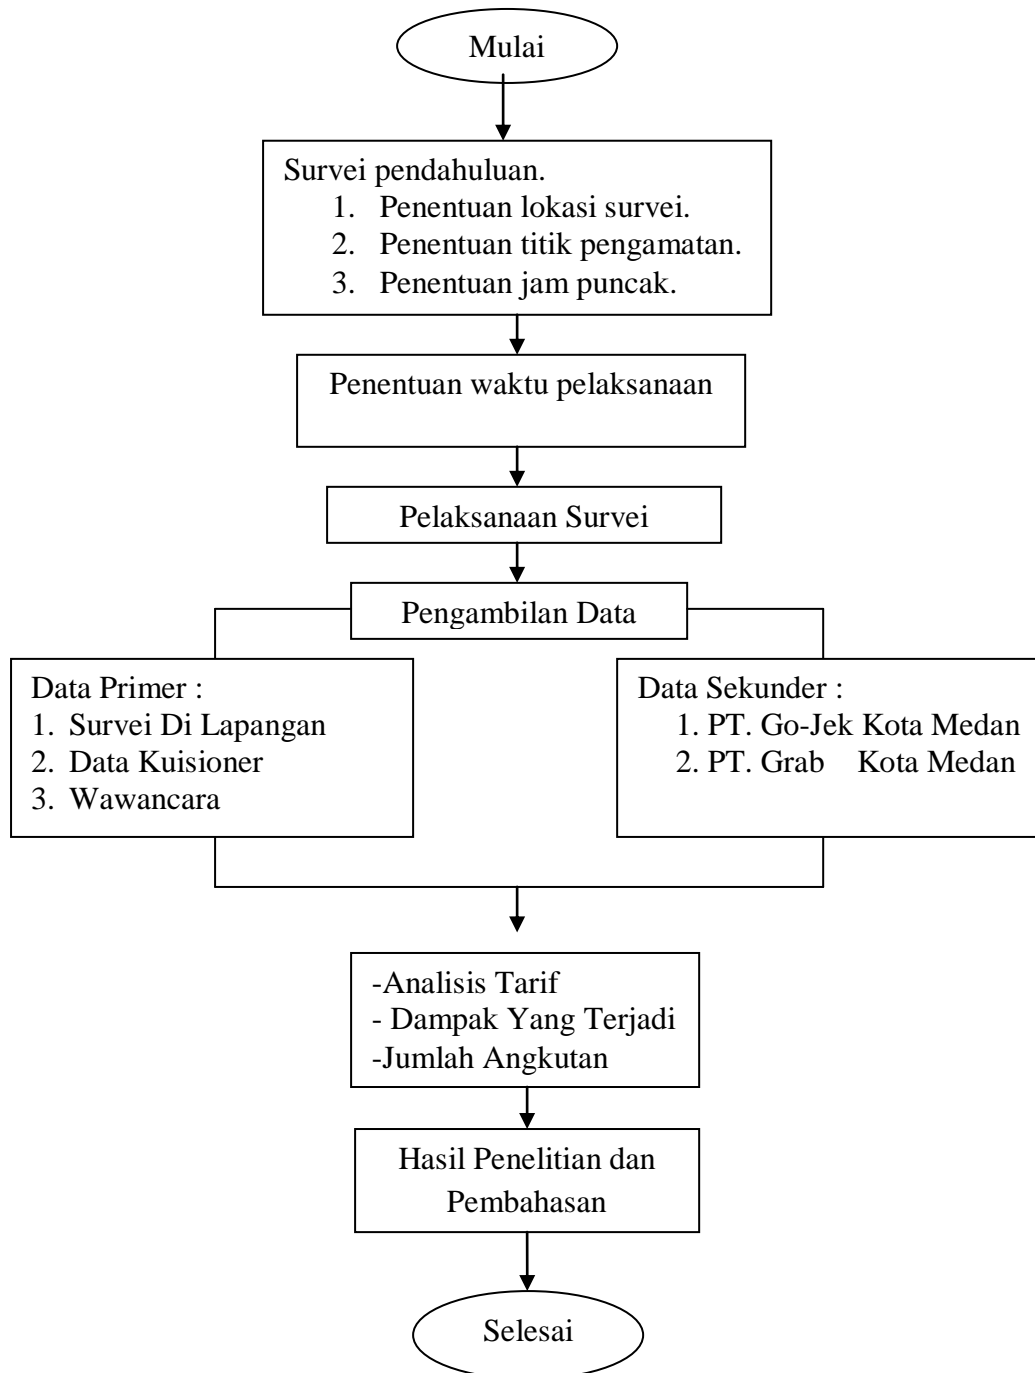 Mulai
Survei pendahuluan.
1. Penentuan lokasi survei.
2. Penentuan titik pengamatan.
3. Penentuan jam puncak.
Penentuan waktu pelaksanaan
Pelaksanaan Survei
Pengambilan Data
Data Primer :
1. Survei Di Lapangan
2. Data Kuisioner
3. Wawancara
Data Sekunder :
1. PT. Go-Jek Kota Medan
2. PT. Grab Kota Medan
-Analisis Tarif
- Dampak Yang Terjadi
-Jumlah Angkutan
Hasil Penelitian dan
Pembahasan
Selesai